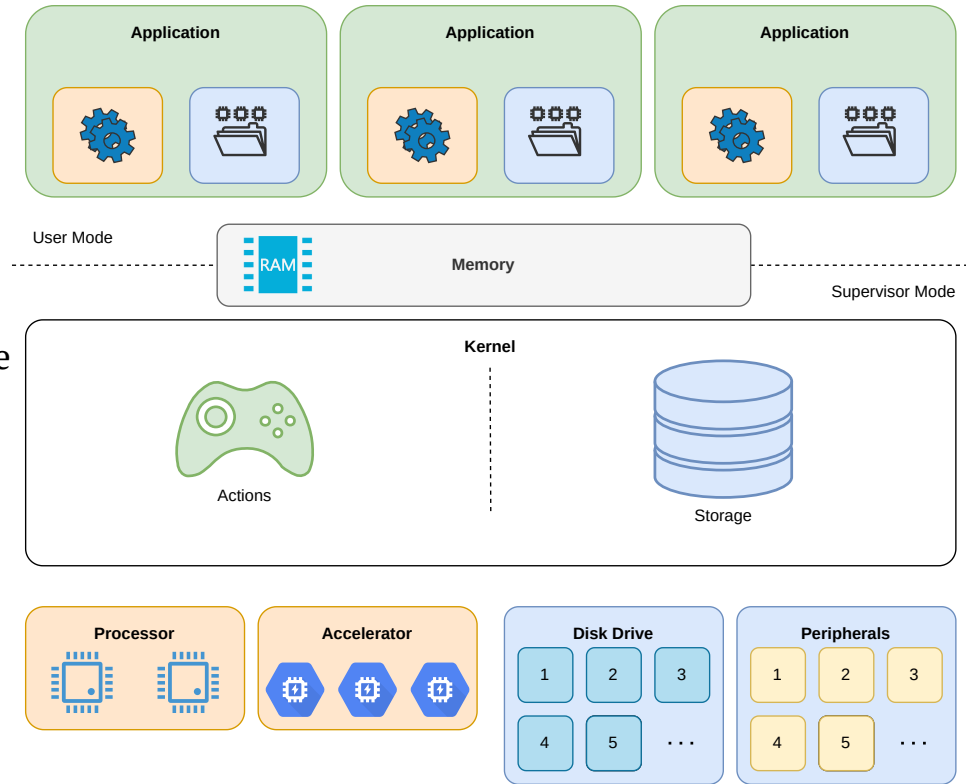 Application
Application
Application
User Mode
RAM
Memory
Supervisor Mode
e
Kernel
Actions
Storage
Processor
Accelerator
Disk Drive
Peripherals
1 2 3
1 2 3
4 5 ...
4 5 ...